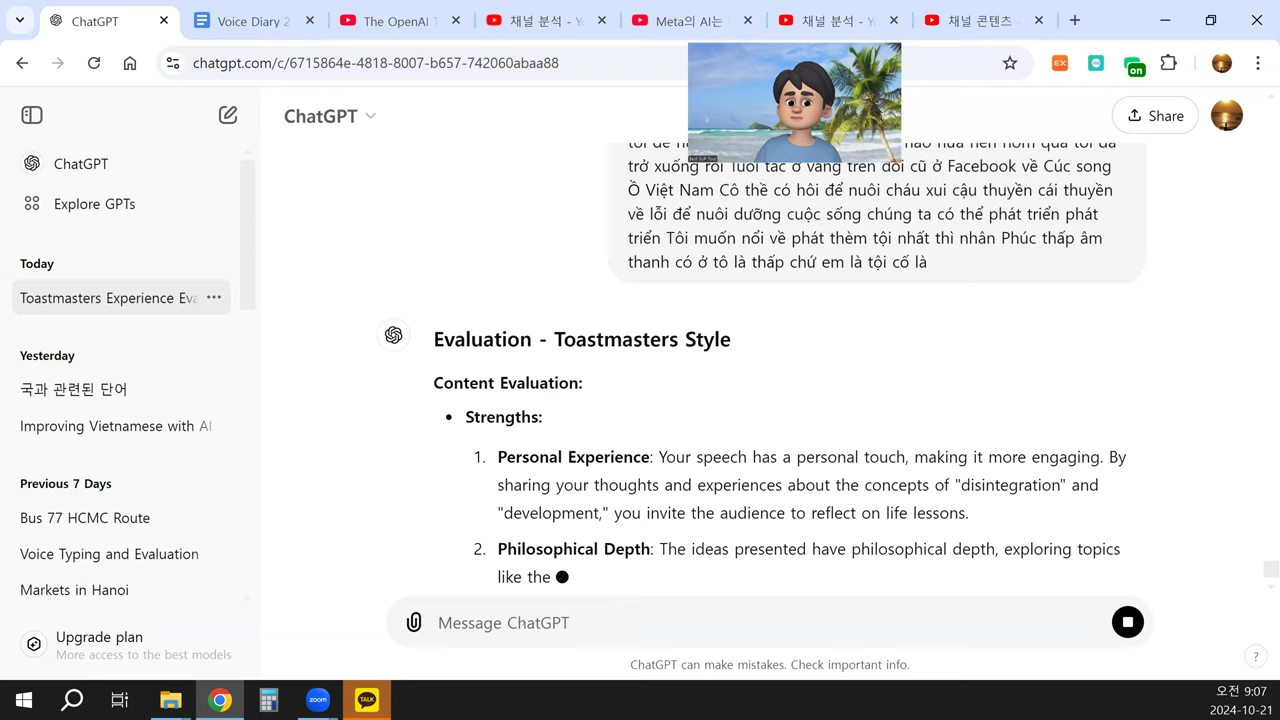 ChatGPT
Voice Diary 2
The OpenAI T
채널 분석 - Y
Meta의 AI는
채널 분석 - Y
채널 콘텐츠 -
chatgpt.com/c/6715864e-4818-8007-b657-742060abaa88
EX
on
ChatGPT
Share
ChatGPT
Explore GPTs
Today
Toastmasters Experience Eva
Yesterday
국과 관련된 단어
Improving Vietnamese with AI
Previous 7 Days
Bus 77 HCMC Route
Voice Typing and Evaluation
Markets in Hanoi
Upgrade plan
More access to the best models
trở xuống rồi Tuổi tác ở vàng trên đổi cũ ở Facebook về Cúc song
Ồ Việt Nam Cô thề có hôi để nuôi cháu xui cậu thuyền cái thuyền
về lỗi để nuôi dưỡng cuộc sống chúng ta có thể phát triển phát
triển Tôi muốn nổi về phát thèm tội nhất thì nhân Phúc thấp âm
thanh có ở tô là thấp chứ em là tội cố là
Evaluation - Toastmasters Style
Content Evaluation:
Strengths:
1. Personal Experience: Your speech has a personal touch, making it more engaging. By
sharing your thoughts and experiences about the concepts of "disintegration" and
"development," you invite the audience to reflect on life lessons.
2. Philosophical Depth: The ideas presented have philosophical depth, exploring topics
like the
Message ChatGPT
ChatGPT can make mistakes. Check important info.
?
zoom
TALK
오전 9:07
2024-10-21